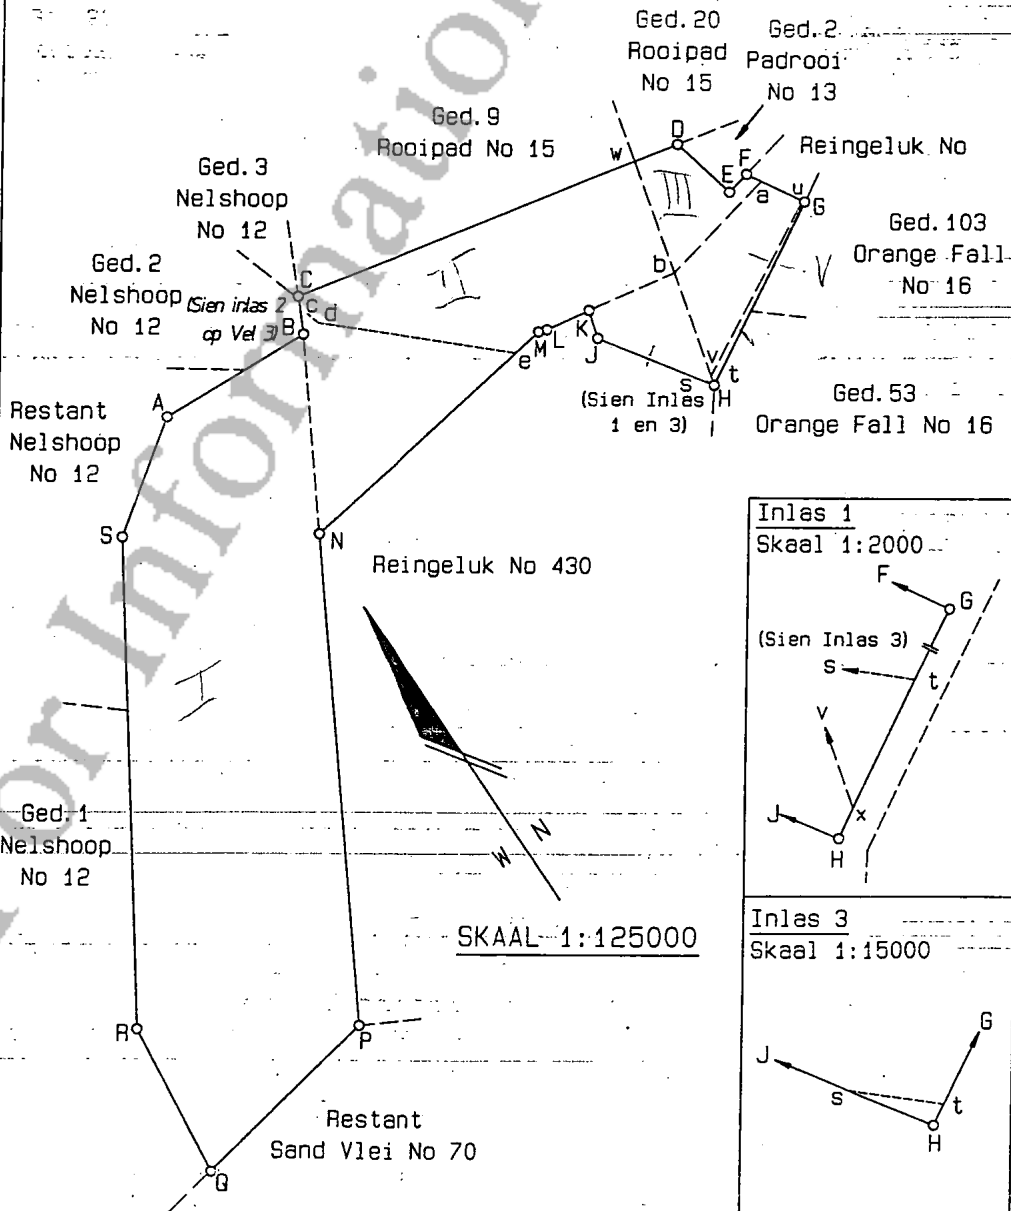 Ged. 20
Rooipad
No 15
Ged. 2
Padrooi
No 13
Ged. 9
Rooipad No 15
Reingeluk No
Ged. 3
Nelshoop
No 12
Ged. 103
Orange Fall
No 16
Ged. 2
Nelshoop
No 12
(Sien inlas 2
op Vel 3)
D
w
E
F
a
u
G
III
II
V
b
C
c
d
B
K
J
L
M
e
s
v
t
H
(Sien Inlas
1 en 3)
Ged. 53
Orange Fall No 16
A
Restant
Nelshoop
No 12
S
N
Reingeluk No 430
I
Ged. 1
Nelshoop
No 12
N
W
SKAAL 1:125000
R
P
Q
Restant
Sand Vlei No 70
Inlas 1
Skaal 1:2000
F
G
(Sien Inlas 3)
s
t
v
J
x
H
Inlas 3
Skaal 1:15000
G
J
s
t
H
For Information